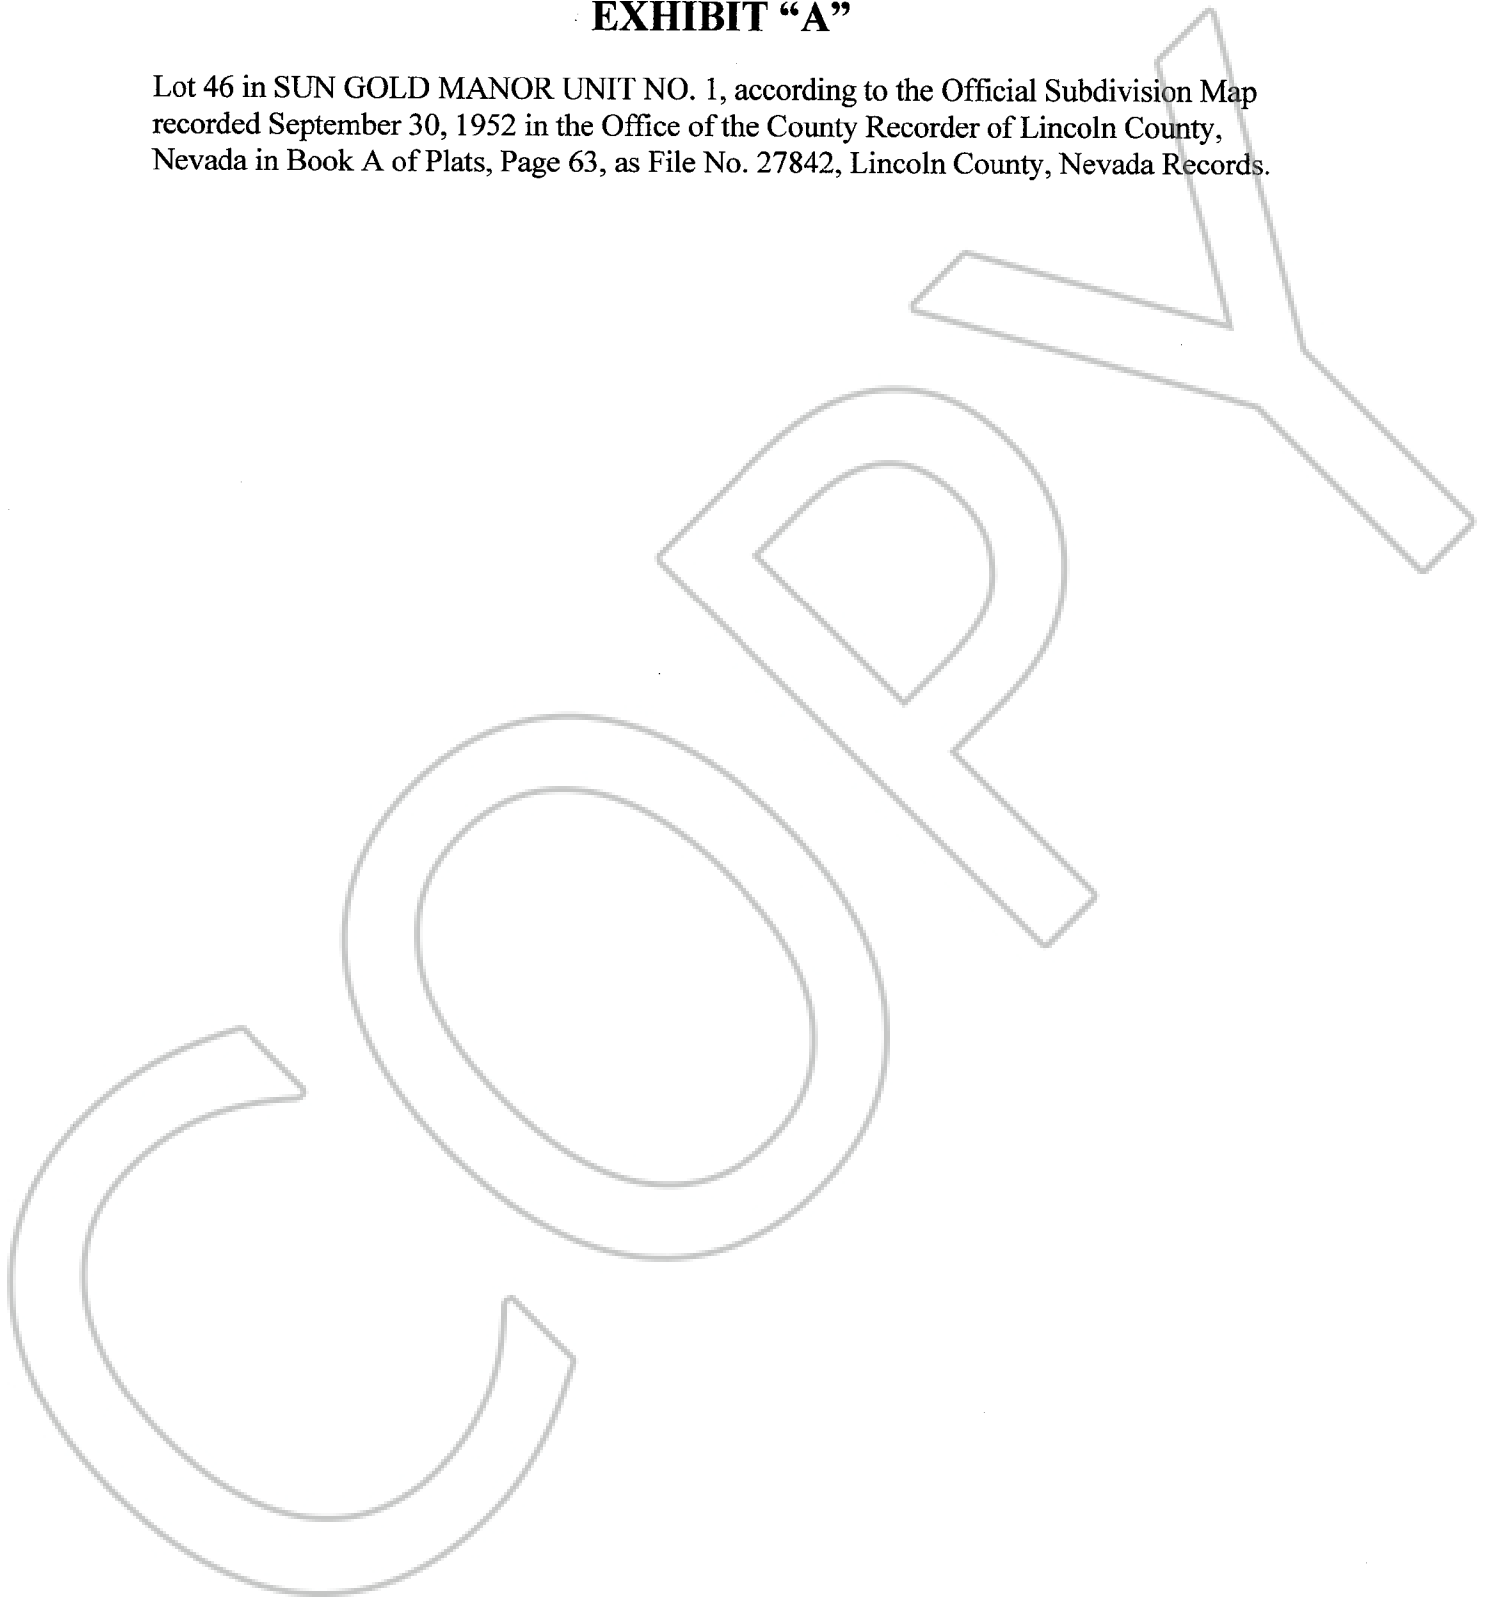 EXHIBIT “A”
Lot 46 in SUN GOLD MANOR UNIT NO. 1, according to the Official Subdivision Map
recorded September 30, 1952 in the Office of the County Recorder of Lincoln County,
Nevada in Book A of Plats, Page 63, as File No. 27842, Lincoln County, Nevada Records.
COPY